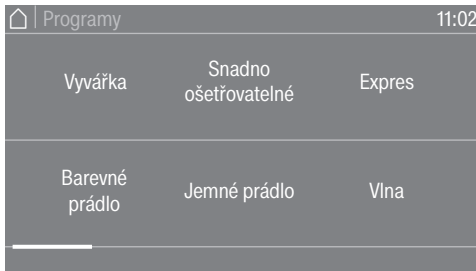 Programy
11:02
Vyvářka
Snadno
ošetřovatelné
Expres
Barevné
prádlo
Jemné prádlo
Vlna